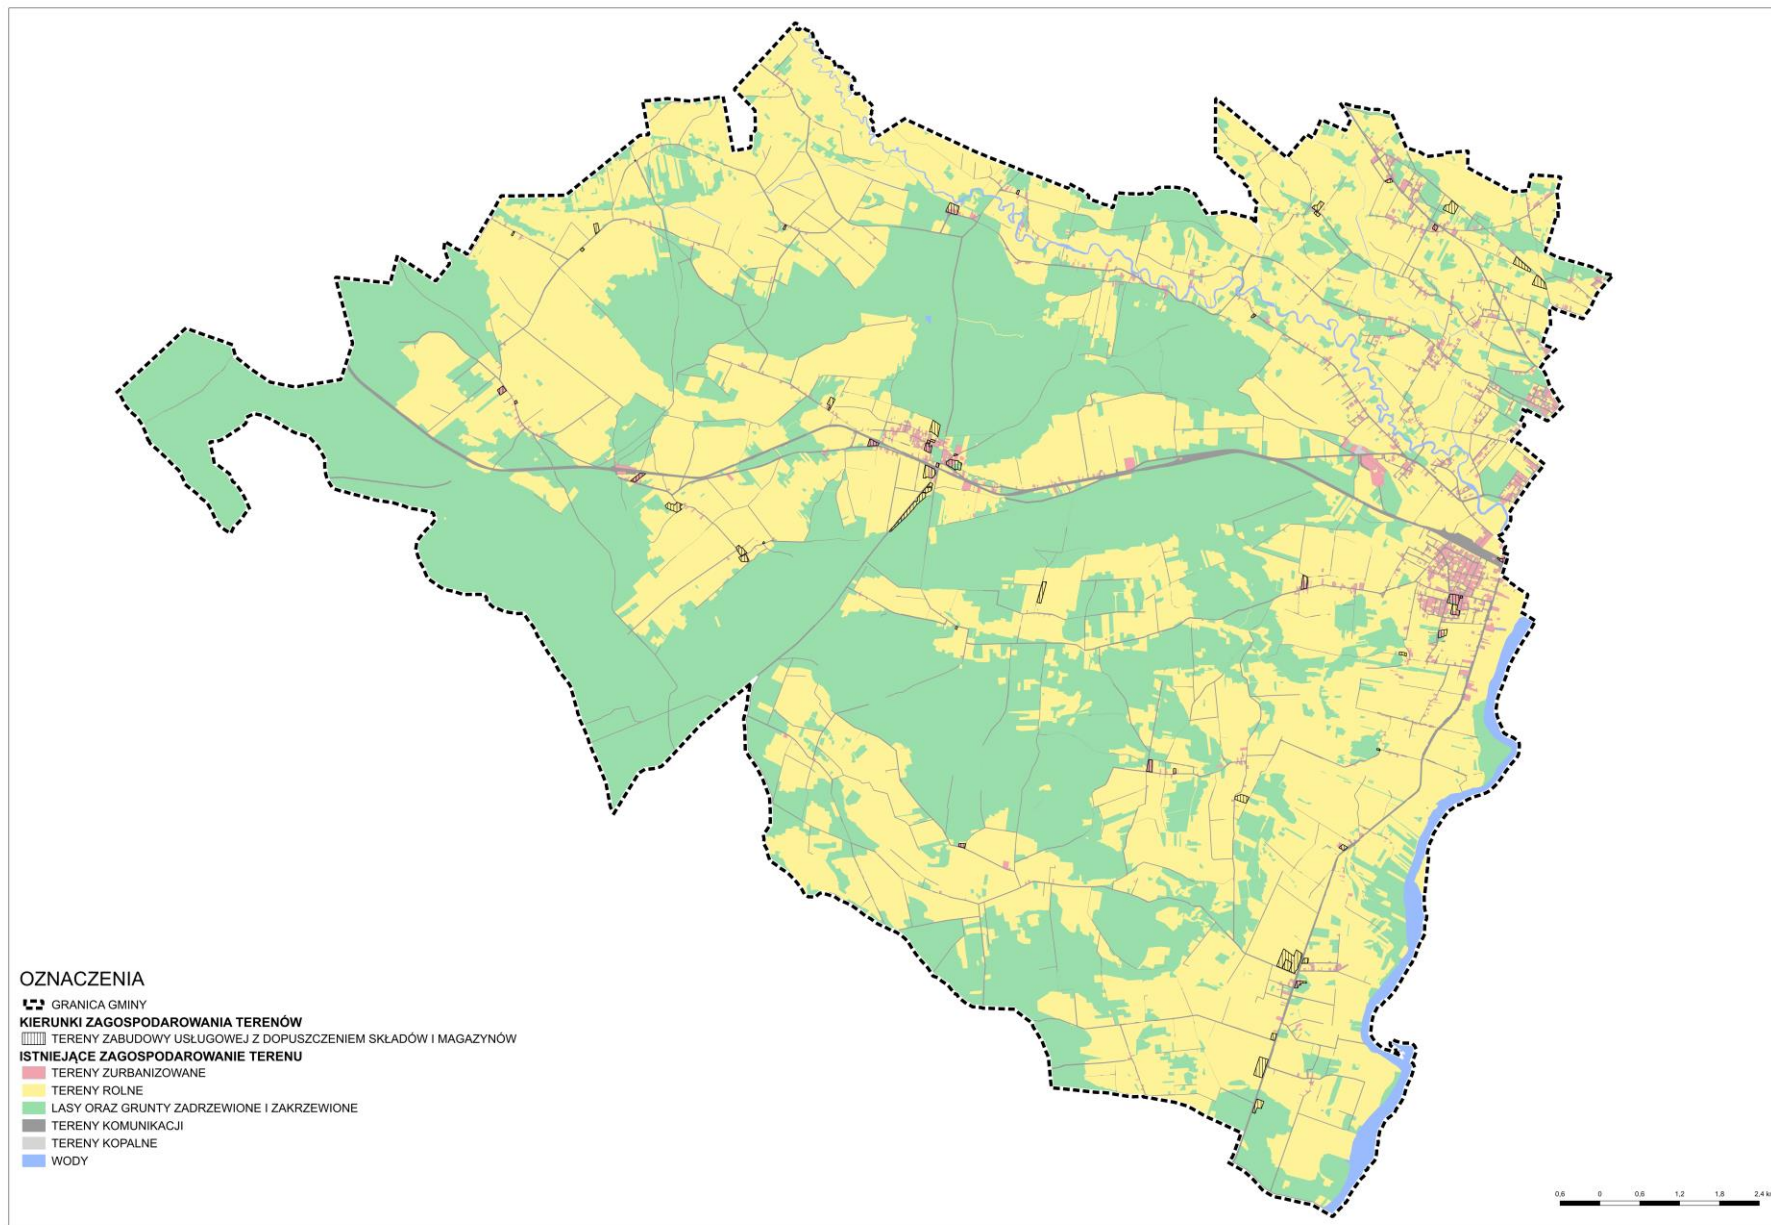 OZNACZENIA
GRANICA GMINY
KIERUNKI ZAGOSPODAROWANIA TERENÓW
TERENY ZABUDOWY USŁUGOWEJ Z DOPUSZCZENIEM SKŁADÓW I MAGAZYNÓW
ISTNIEJĄCE ZAGOSPODAROWANIE TERENU
TERENY ZURBANIZOWANE
TERENY ROLNE
LASY ORAZ GRUNTY ZADRZEWIONE I ZAKRZEWIONE
TERENY KOMUNIKACJI
TERENY KOPALNE
WODY
0,6 0 0,6 1,2 1,8 2,4 k